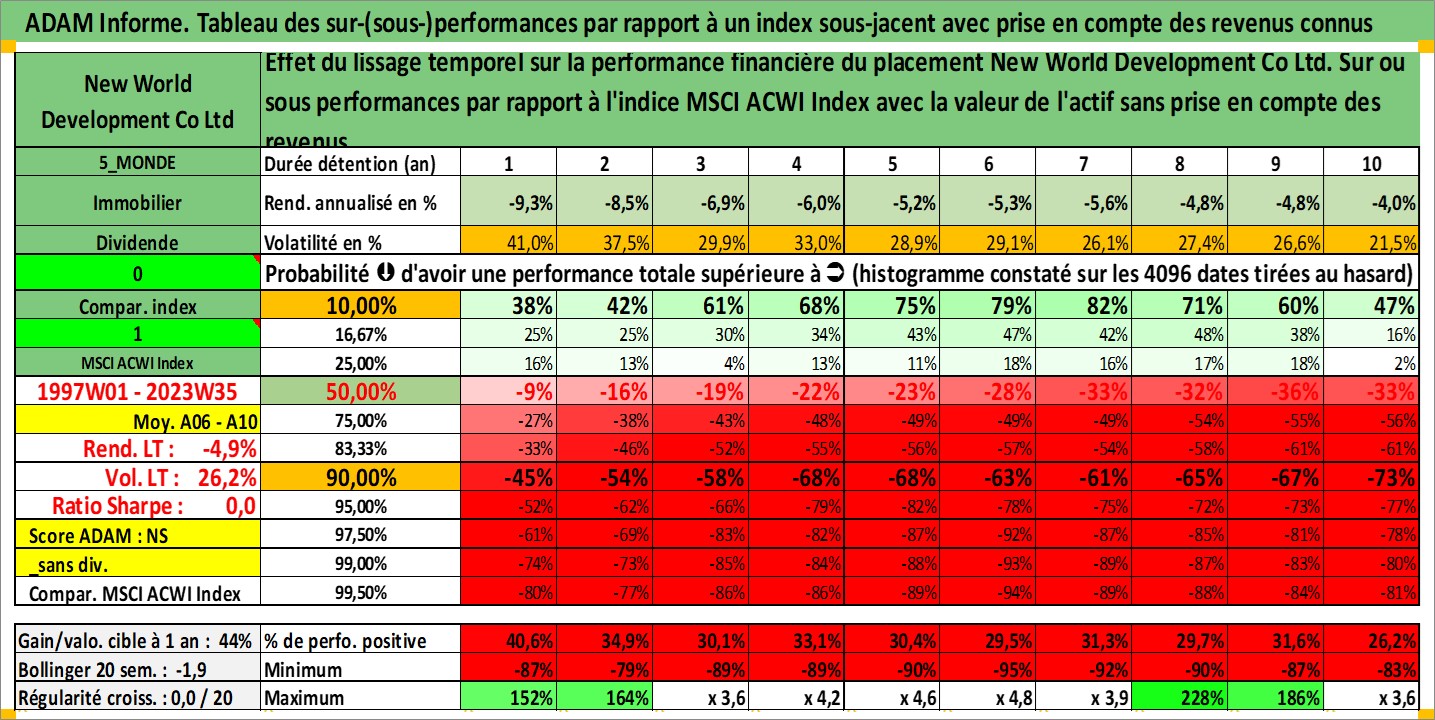 ADAM Informe. Tableau des sur-(sous-)performances par rapport à un index sous-jacent avec prise en compte des revenus connus
New World
Development Co Ltd
Effet du lissage temporel sur la performance financière du placement New World Development Co Ltd. Sur ou
sous performances par rapport à l'indice MSCI ACWI Index avec la valeur de l'actif sans prise en compte des
revenus
5_MONDE Durée détention (an) 1 2 3 4 5 6 7 8 9 10
Immobilier Rend. annualisé en % -9,3% -8,5% -6,9% -6,0% -5,2% -5,3% -5,6% -4,8% -4,8% -4,0%
Dividende Volatilité en % 41,0% 37,5% 29,9% 33,0% 28,9% 29,1% 26,1% 27,4% 26,6% 21,5%
0 Probabilité ⬇ d'avoir une performance totale supérieure à ➲ (histogramme constaté sur les 4096 dates tirées au hasard)
Compar. index 10,00% 38% 42% 61% 68% 75% 79% 82% 71% 60% 47%
1 16,67% 25% 25% 30% 34% 43% 47% 42% 48% 38% 16%
MSCI ACWI Index 25,00% 16% 13% 4% 13% 11% 18% 16% 17% 18% 2%
1997W01 - 2023W35 50,00% -9% -16% -19% -22% -23% -28% -33% -32% -36% -33%
Moy. A06 - A10 75,00% -27% -38% -43% -48% -49% -49% -49% -54% -55% -56%
Rend. LT : -4,9% 83,33% -33% -46% -52% -55% -56% -57% -54% -58% -61% -61%
Vol. LT : 26,2% 90,00% -45% -54% -58% -68% -68% -63% -61% -65% -67% -73%
Ratio Sharpe : 0,0 95,00% -52% -62% -66% -79% -82% -78% -75% -72% -73% -77%
Score ADAM : NS 97,50% -61% -69% -83% -82% -87% -92% -87% -85% -81% -78%
_sans div. 99,00% -74% -73% -85% -84% -88% -93% -89% -87% -83% -80%
Compar. MSCI ACWI Index 99,50% -80% -77% -86% -86% -89% -94% -89% -88% -84% -81%
Gain/valo. cible à 1 an : 44% % de perfo. positive 40,6% 34,9% 30,1% 33,1% 30,4% 29,5% 31,3% 29,7% 31,6% 26,2%
Bollinger 20 sem. : -1,9 Minimum -87% -79% -89% -89% -90% -95% -92% -90% -87% -83%
Régularité croiss. : 0,0 / 20 Maximum 152% 164% x 3,6 x 4,2 x 4,6 x 4,8 x 3,9 228% 186% x 3,6